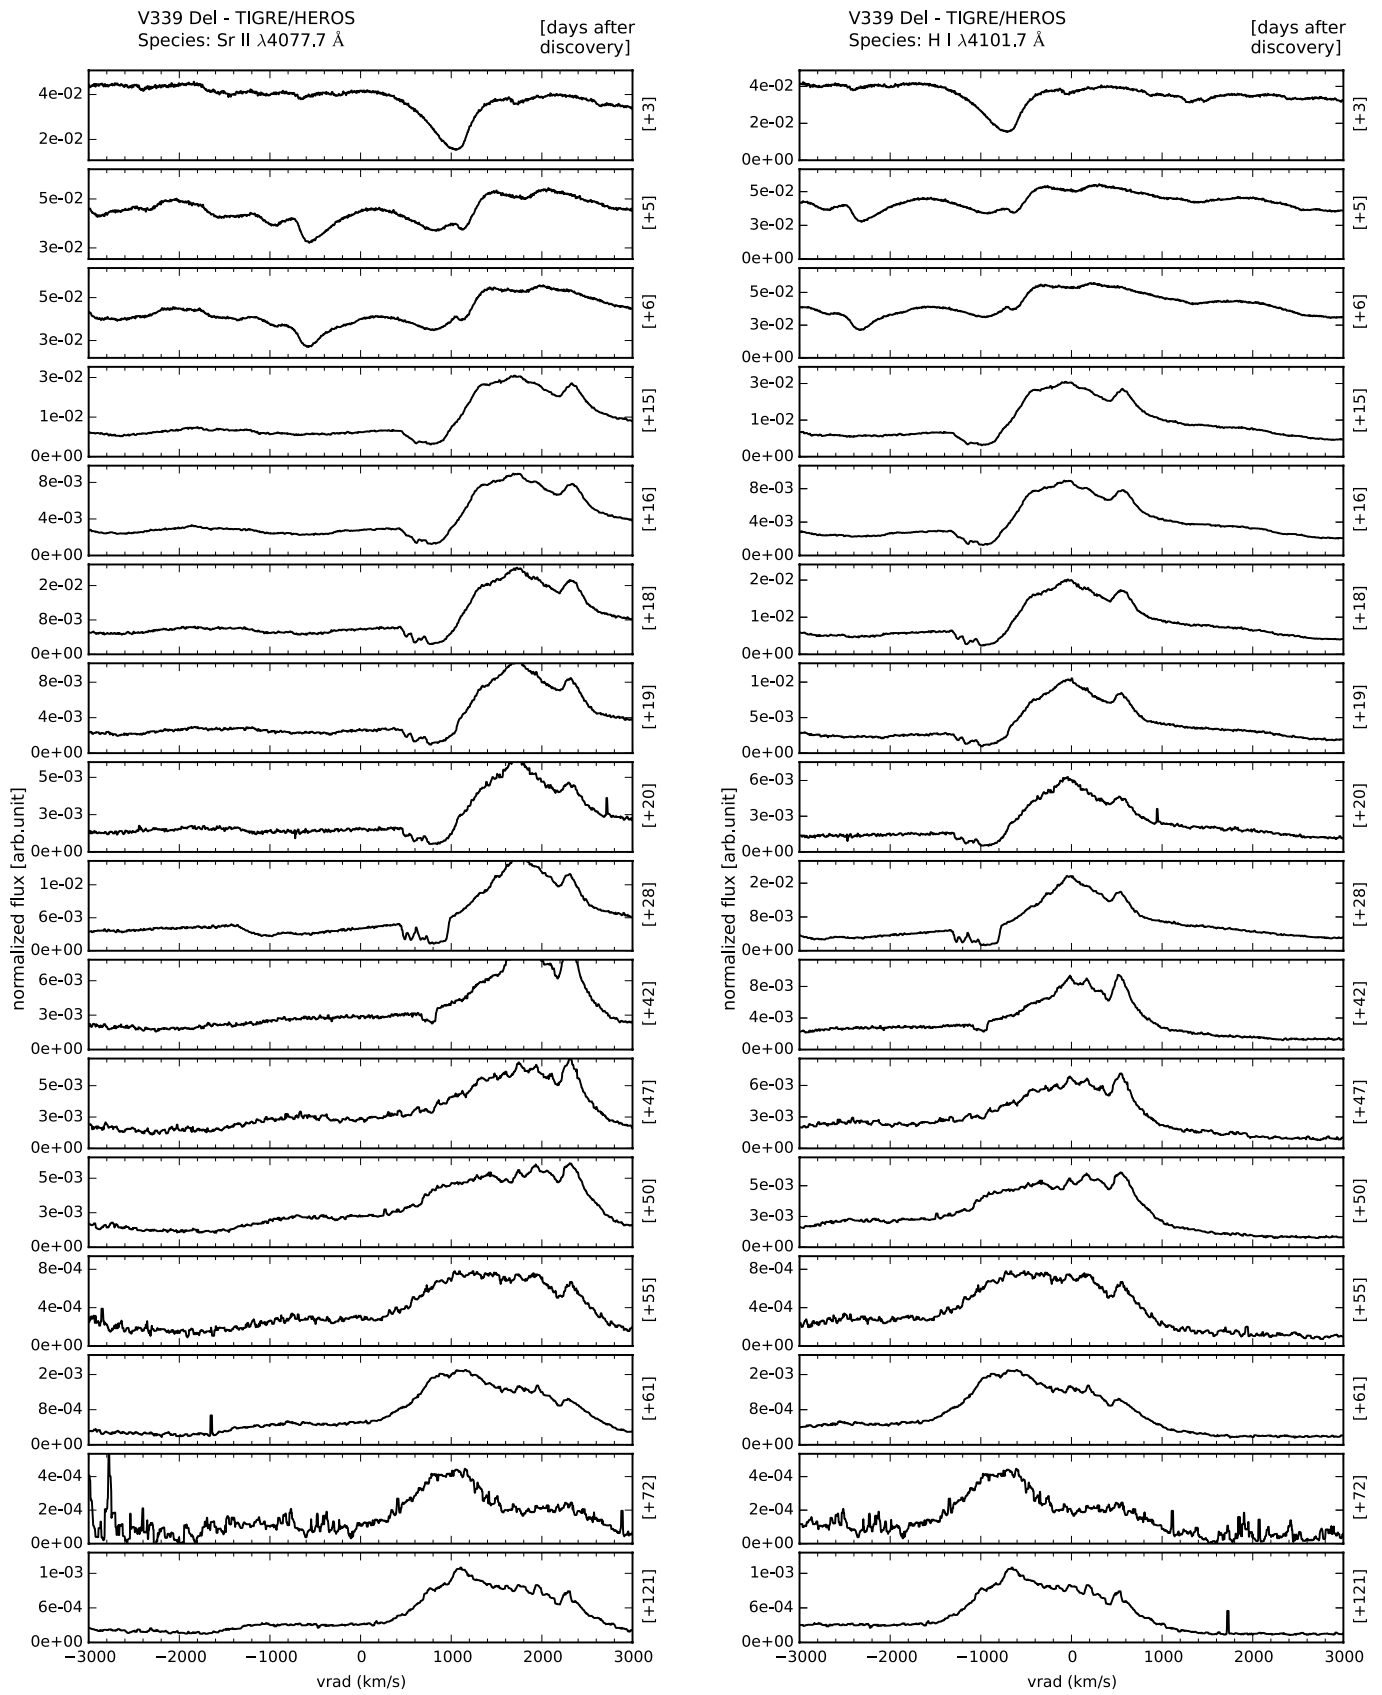 V339 Del - TIGRE/HEROS
Species: Sr II λ4077.7 Å
[days after
discovery]
4e-02
2e-02
[+3]
5e-02
3e-02
[+5]
5e-02
3e-02
[+6]
3e-02
1e-02
0e+00
[+15]
8e-03
4e-03
0e+00
[+16]
2e-02
8e-03
0e+00
[+18]
8e-03
4e-03
0e+00
[+19]
5e-03
3e-03
0e+00
[+20]
1e-02
6e-03
0e+00
[+28]
6e-03
3e-03
0e+00
[+42]
5e-03
3e-03
0e+00
[+47]
5e-03
3e-03
0e+00
[+50]
8e-04
4e-04
0e+00
[+55]
2e-03
8e-04
0e+00
[+61]
4e-04
2e-04
0e+00
[+72]
1e-03
6e-04
0e+00
[+121]
normalized flux [arb.unit]
−3000 −2000 −1000 0 1000 2000 3000
vrad (km/s)
V339 Del - TIGRE/HEROS
Species: H I λ4101.7 Å
[days after
discovery]
4e-02
2e-02
0e+00
[+3]
5e-02
3e-02
0e+00
[+5]
5e-02
3e-02
0e+00
[+6]
3e-02
1e-02
0e+00
[+15]
8e-03
4e-03
0e+00
[+16]
2e-02
1e-02
0e+00
[+18]
1e-02
5e-03
0e+00
[+19]
6e-03
3e-03
0e+00
[+20]
2e-02
8e-03
0e+00
[+28]
8e-03
4e-03
0e+00
[+42]
6e-03
3e-03
0e+00
[+47]
5e-03
3e-03
0e+00
[+50]
8e-04
4e-04
0e+00
[+55]
2e-03
8e-04
0e+00
[+61]
4e-04
2e-04
0e+00
[+72]
1e-03
6e-04
0e+00
[+121]
normalized flux [arb.unit]
−3000 −2000 −1000 0 1000 2000 3000
vrad (km/s)